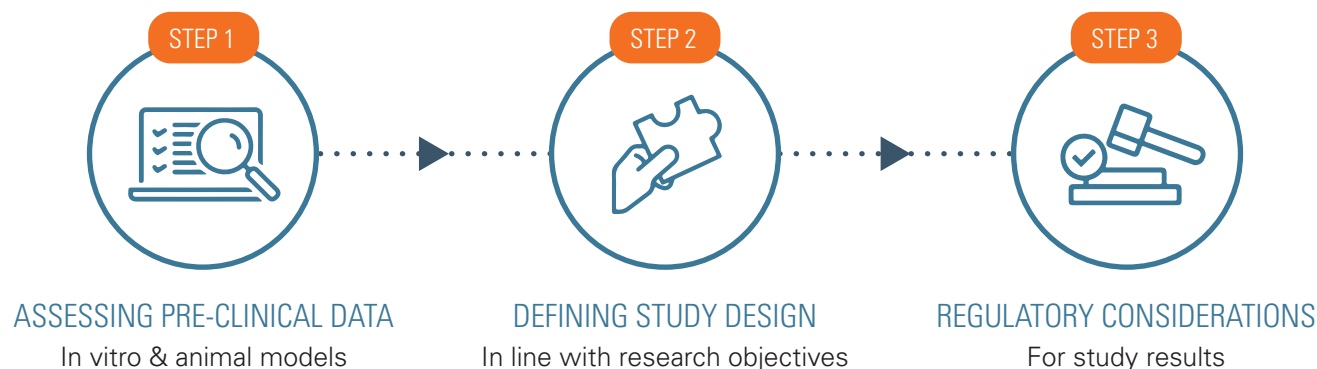 STEP 1
STEP 2
STEP 3
ASSESSING PRE-CLINICAL DATA
In vitro & animal models
DEFINING STUDY DESIGN
In line with research objectives
REGULATORY CONSIDERATIONS
For study results